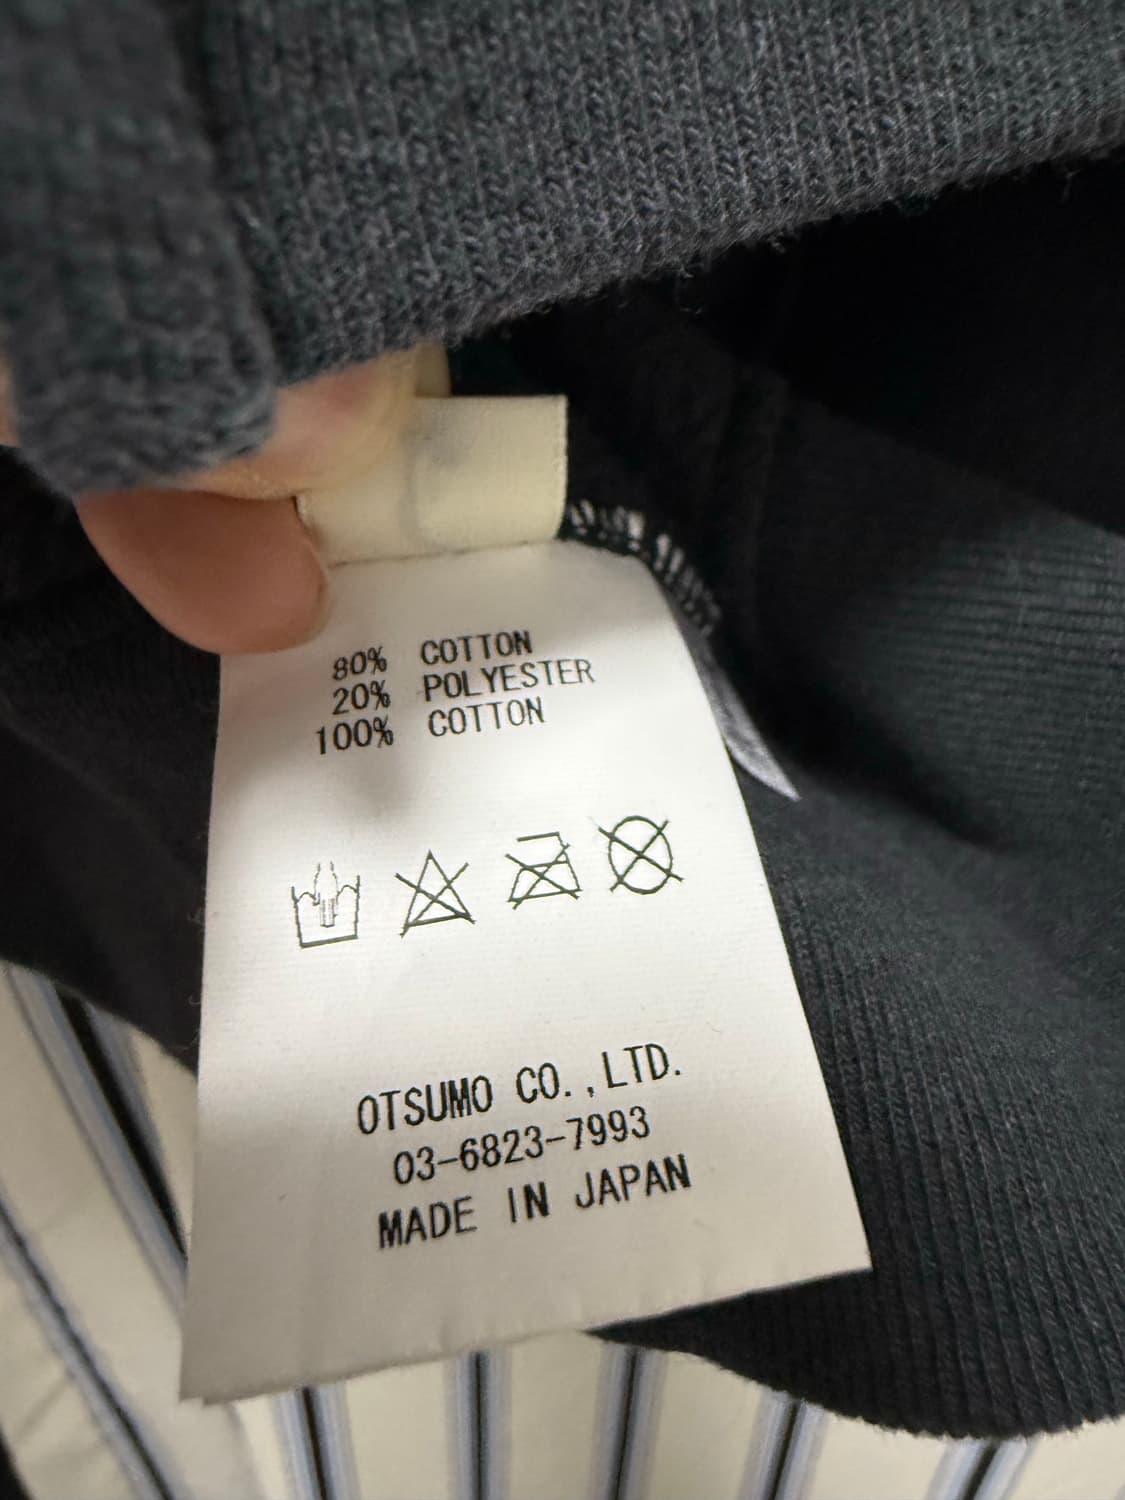 80% COTTON
20% POLYESTER
100% COTTON
OTSUMO CO.,LTD.
03-6823-7993
MADE IN JAPAN